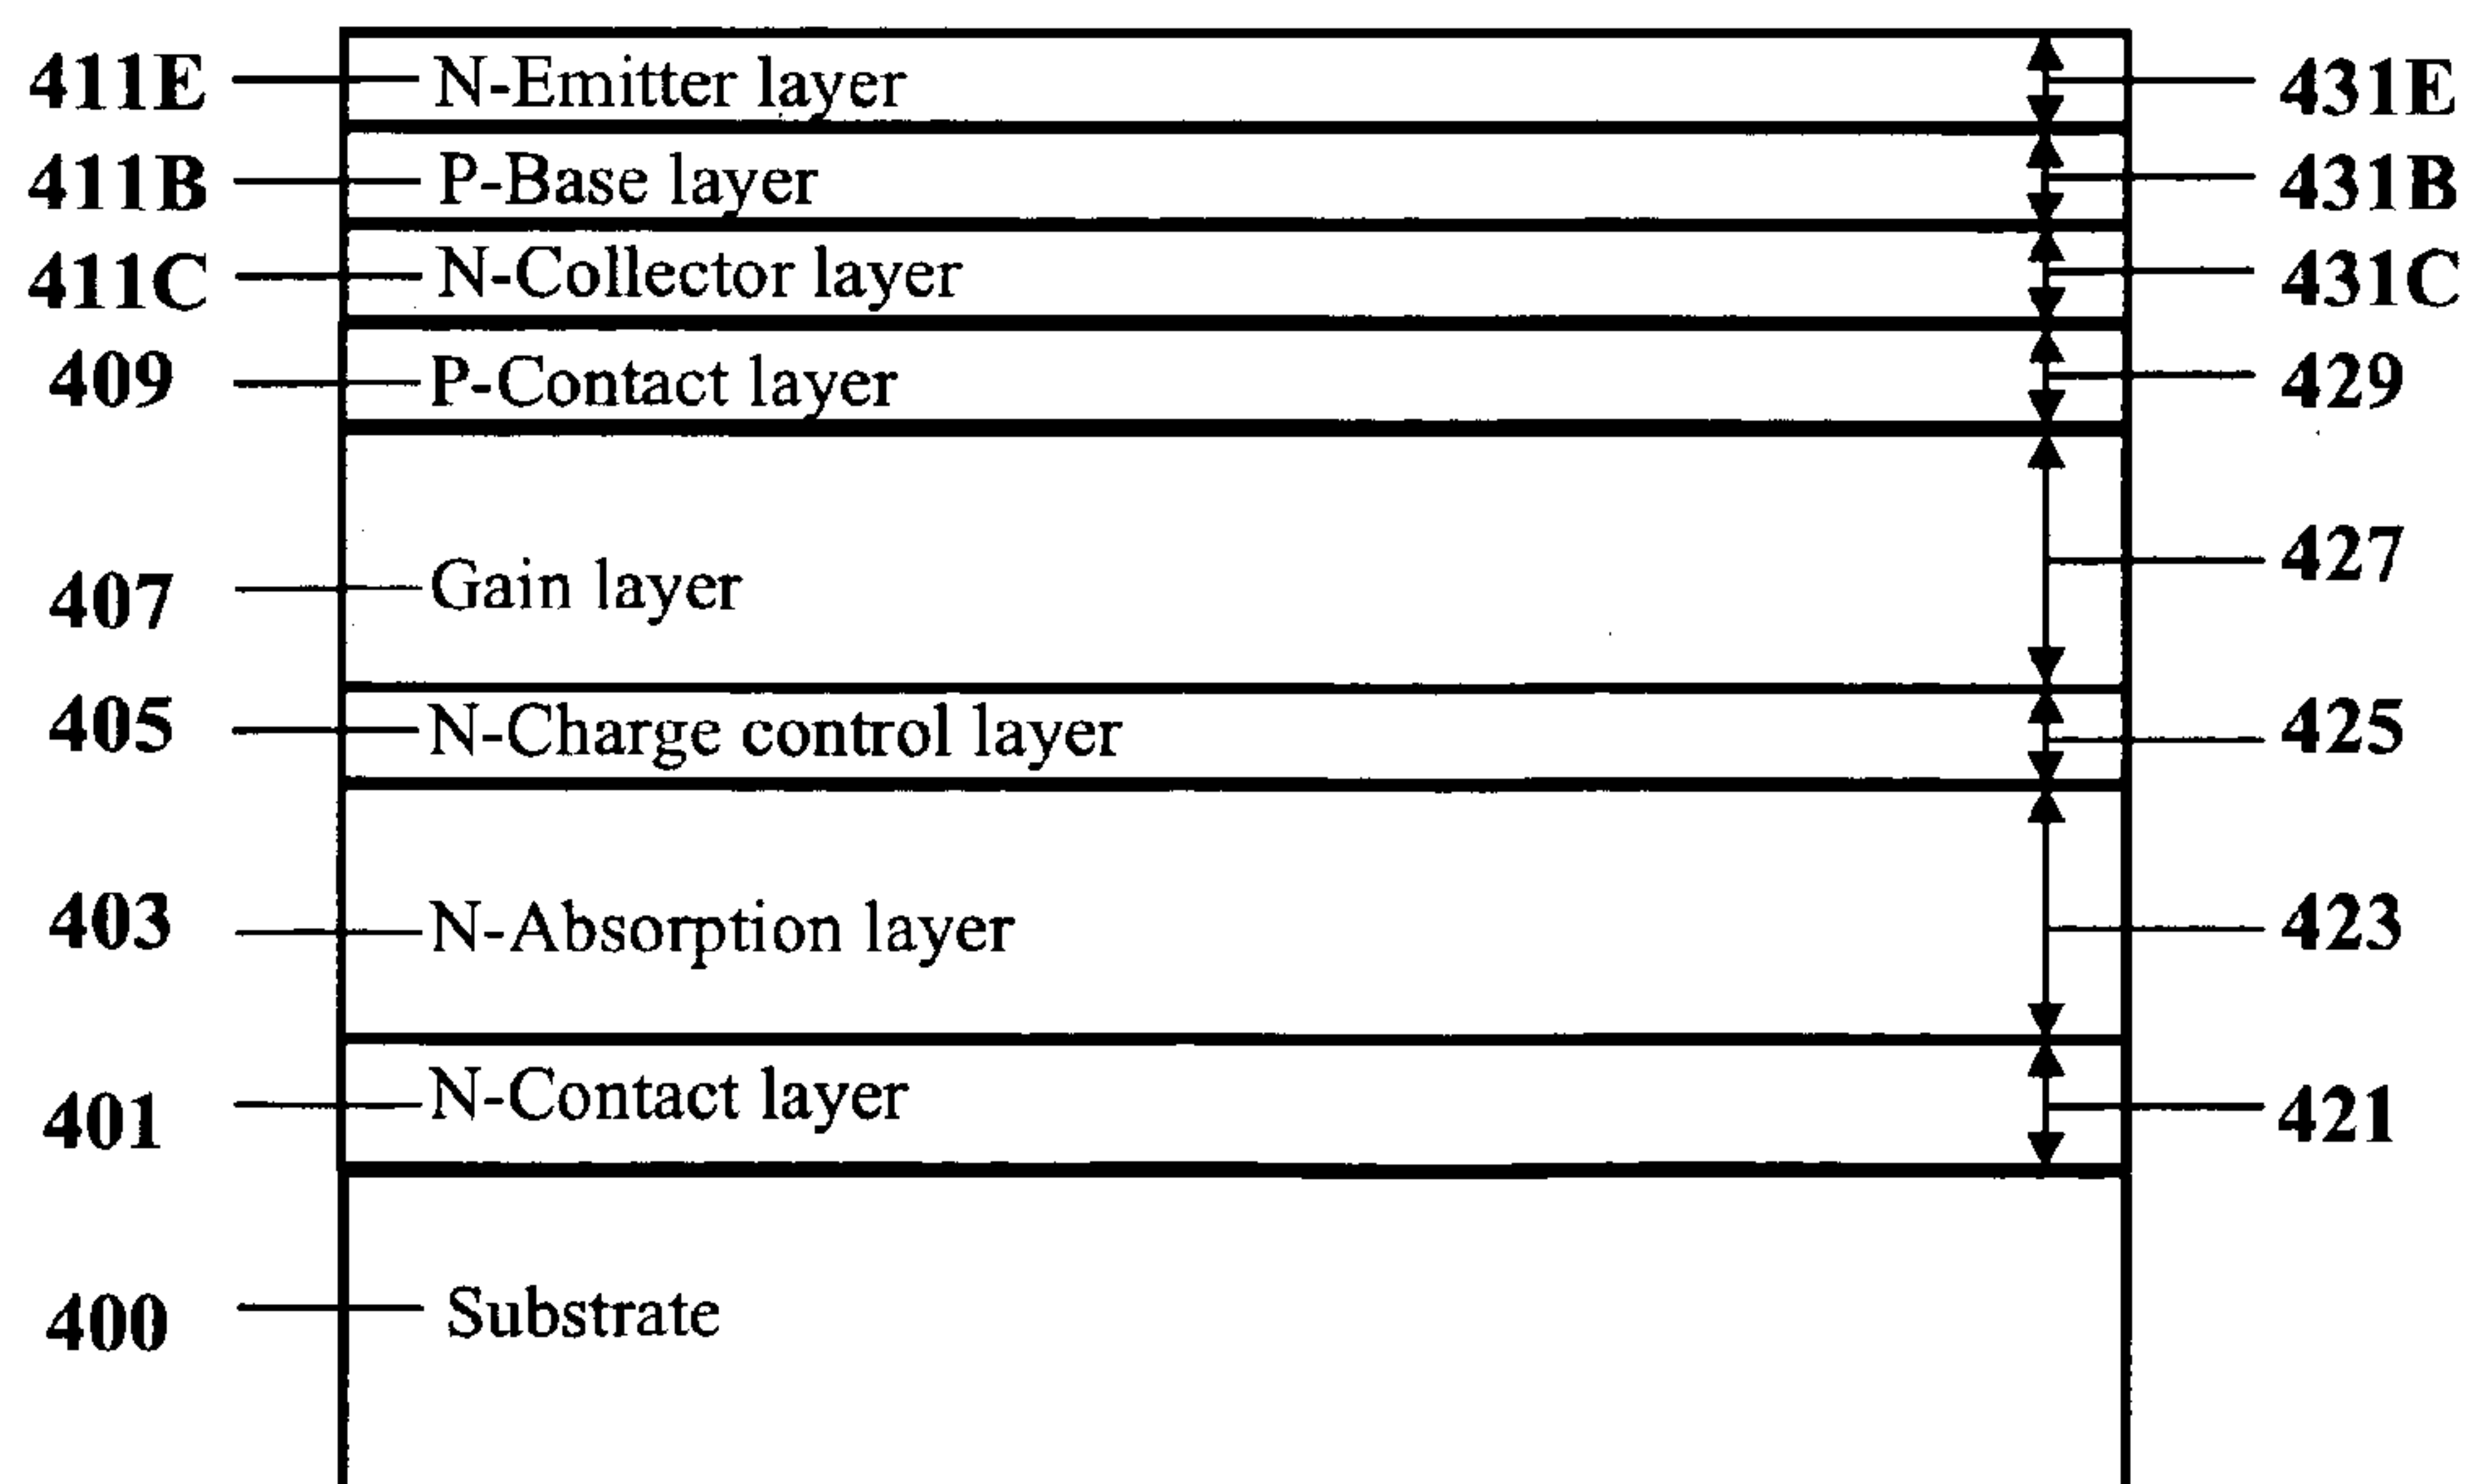 411E N-Emitter layer 431E
411B P-Base layer 431B
411C N-Collector layer 431C
409 P-Contact layer 429
407 Gain layer 427
405 N-Charge control layer 425
403 N-Absorption layer 423
401 N-Contact layer 421
400 Substrate